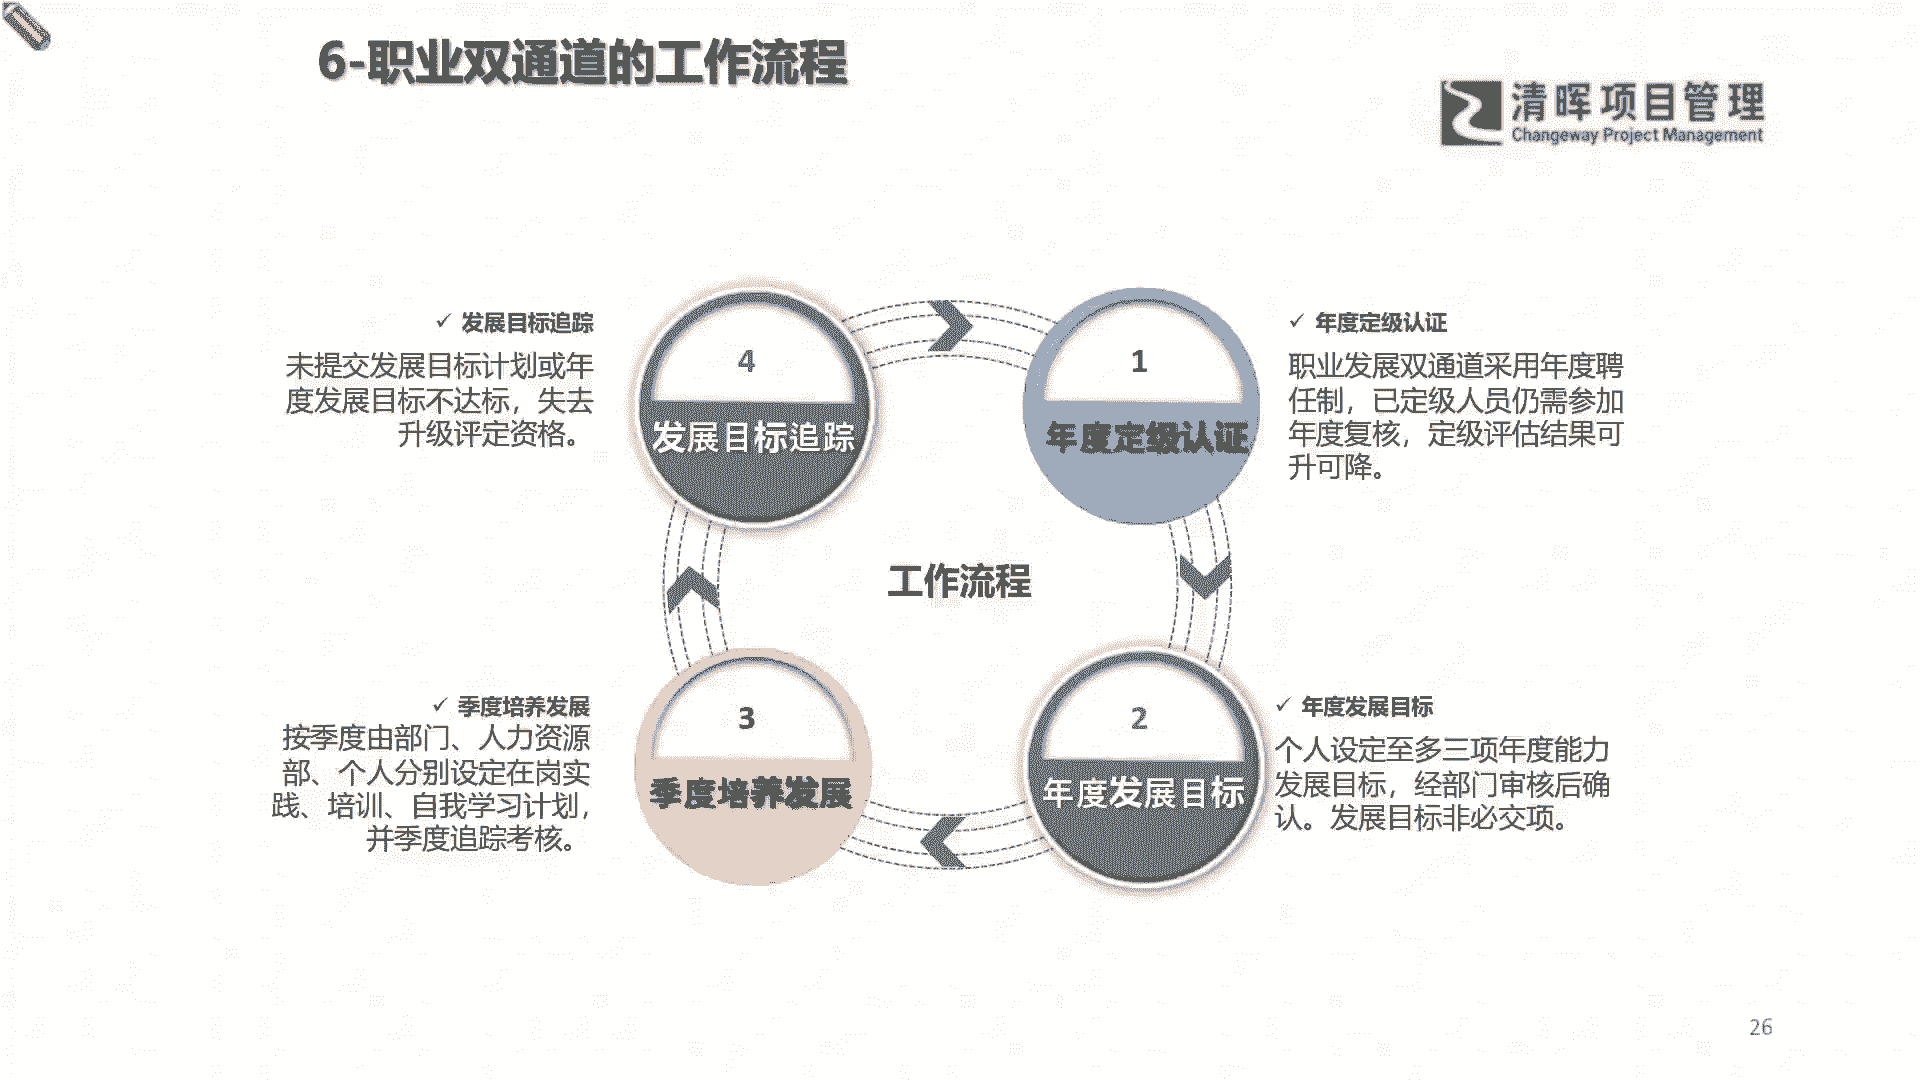 6-职业双通道的工作流程
清晖项目管理
Changeway Project Management
✓ 发展目标追踪
未提交发展目标计划或年
度发展目标不达标，失去
升级评定资格。
4
发展目标追踪
1
年度定级认证
✓ 年度定级认证
职业发展双通道采用年度聘
任制，已定级人员仍需参加
年度复核，定级评估结果可
升可降。
工作流程
✓ 季度培养发展
按季度由部门、人力资源
部、个人分别设定在岗实
践、培训、自我学习计划，
并季度追踪考核。
3
季度培养发展
2
年度发展目标
✓ 年度发展目标
个人设定至多三项年度能力
发展目标，经部门审核后确
认。发展目标非必交项。
26